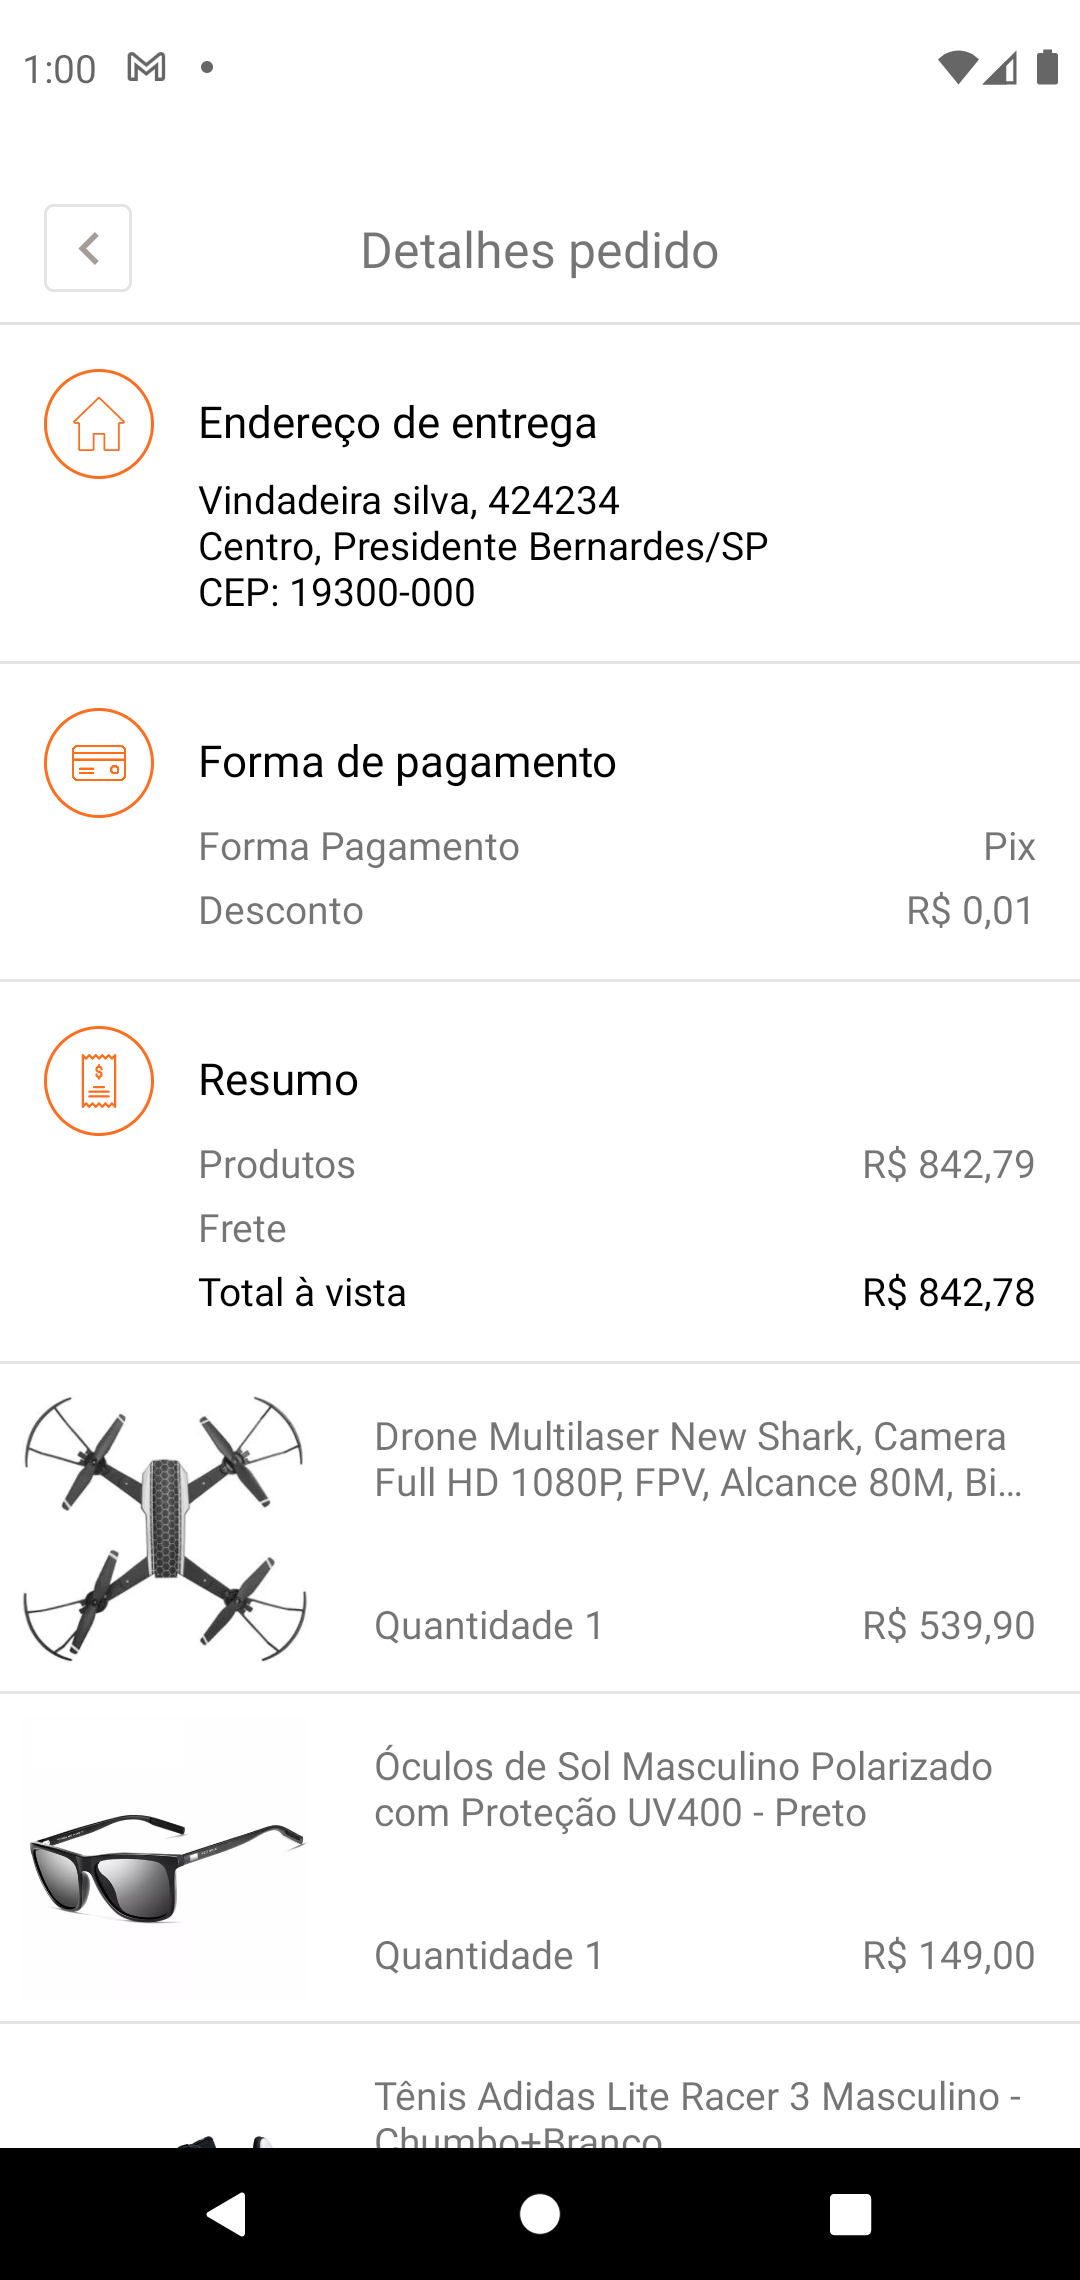 1:00
Detalhes pedido
Endereço de entrega
Vindadeira silva, 424234
Centro, Presidente Bernardes/SP
CEP: 19300-000
Forma de pagamento
Forma Pagamento Pix
Desconto R$ 0,01
Resumo
Produtos R$ 842,79
Frete
Total à vista R$ 842,78
Drone Multilaser New Shark, Camera
Full HD 1080P, FPV, Alcance 80M, Bi...
Quantidade 1 R$ 539,90
Óculos de Sol Masculino Polarizado
com Proteção UV400 - Preto
Quantidade 1 R$ 149,00
Tênis Adidas Lite Racer 3 Masculino -
Chumbo+Branco